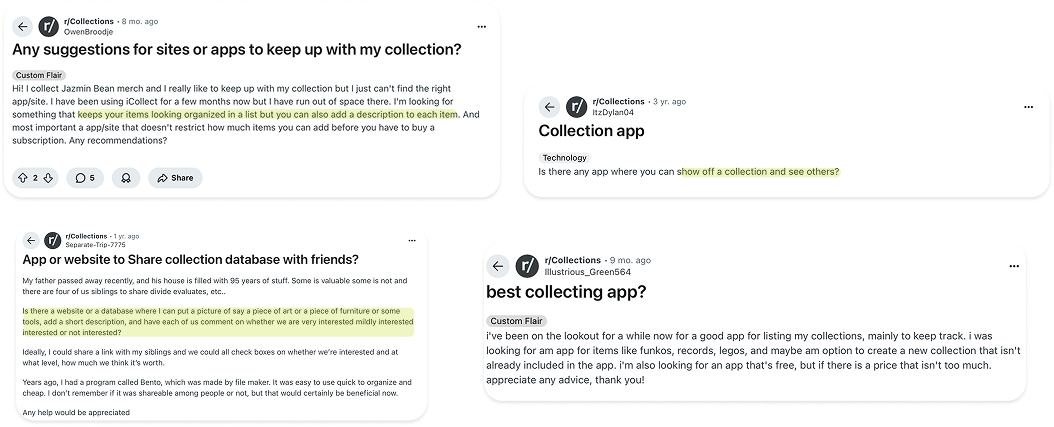 r/Collections • 8 mo. ago
OwenBroodje
Any suggestions for sites or apps to keep up with my collection?
Custom Flair
Hi! I collect Jazmin Bean merch and I really like to keep up with my collection but I just can't find the right
app/site. I have been using iCollect for a few months now but I have run out of space there. I'm looking for
something that keeps your items looking organized in a list but you can also add a description to each item. And
most important a app/site that doesn't restrict how much items you can add before you have to buy a
subscription. Any recommendations?
2 5 Share
r/Collections • 3 yr. ago
ItzDylan04
Collection app
Technology
Is there any app where you can show off a collection and see others?
r/Collections • 1 yr. ago
Separate-Trip-7775
App or website to Share collection database with friends?
My father passed away recently, and his house is filled with 95 years of stuff. Some is valuable some is not and
there are four of us siblings to share divide evaluates, etc..
Is there a website or a database where I can put a picture of say a piece of art or a piece of furniture or some
tools, add a short description, and have each of us comment on whether we are very interested mildly interested
interested or not interested?
Ideally, I could share a link with my siblings and we could all check boxes on whether we're interested and at
what level, how much we think it's worth.
Years ago, I had a program called Bento, which was made by file maker. It was easy to use quick to organize and
cheap. I don't remember if it was shareable among people or not, but that would certainly be beneficial now.
Any help would be appreciated
r/Collections • 9 mo. ago
Illustrious_Green564
best collecting app?
Custom Flair
i've been on the lookout for a while now for a good app for listing my collections, mainly to keep track. i was
looking for am app for items like funkos, records, legos, and maybe am option to create a new collection that isn't
already included in the app. i'm also looking for an app that's free, but if there is a price that isn't too much.
appreciate any advice, thank you!